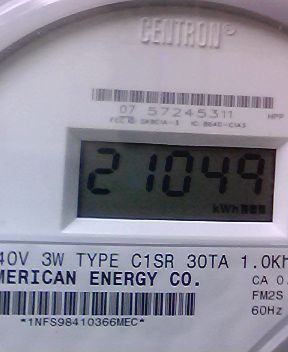 CENTRON®
07 57245311 HPP
21049
kWh
40V 3W TYPE C1SR 30TA 1.0Kh
MERICAN ENERGY CO.
CA 0.
FM2S
60Hz
*1NFS98410366MEC*